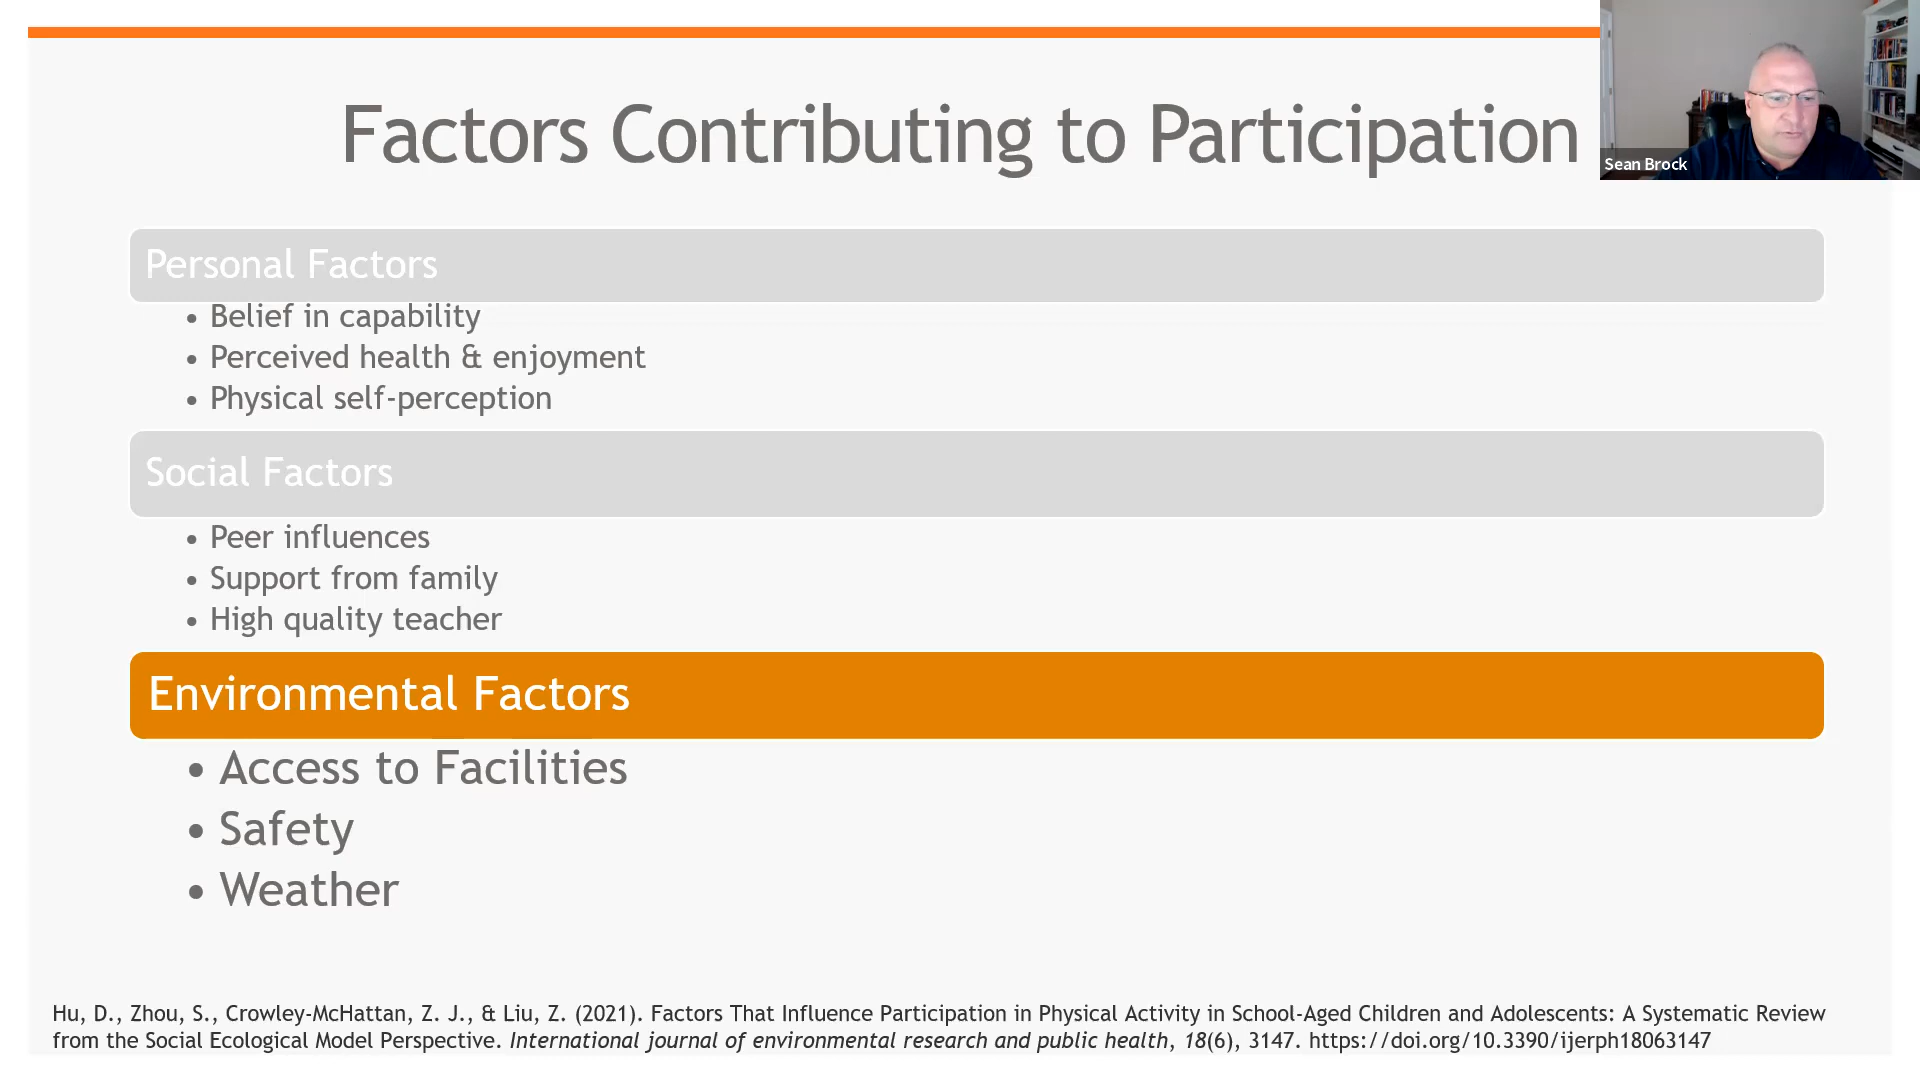 Factors Contributing to Participation
Sean Brock
Personal Factors
• Belief in capability
• Perceived health & enjoyment
• Physical self-perception
Social Factors
• Peer influences
• Support from family
• High quality teacher
Environmental Factors
• Access to Facilities
• Safety
• Weather
Hu, D., Zhou, S., Crowley-McHattan, Z. J., & Liu, Z. (2021). Factors That Influence Participation in Physical Activity in School-Aged Children and Adolescents: A Systematic Review
from the Social Ecological Model Perspective. International journal of environmental research and public health, 18(6), 3147. https://doi.org/10.3390/ijerph18063147